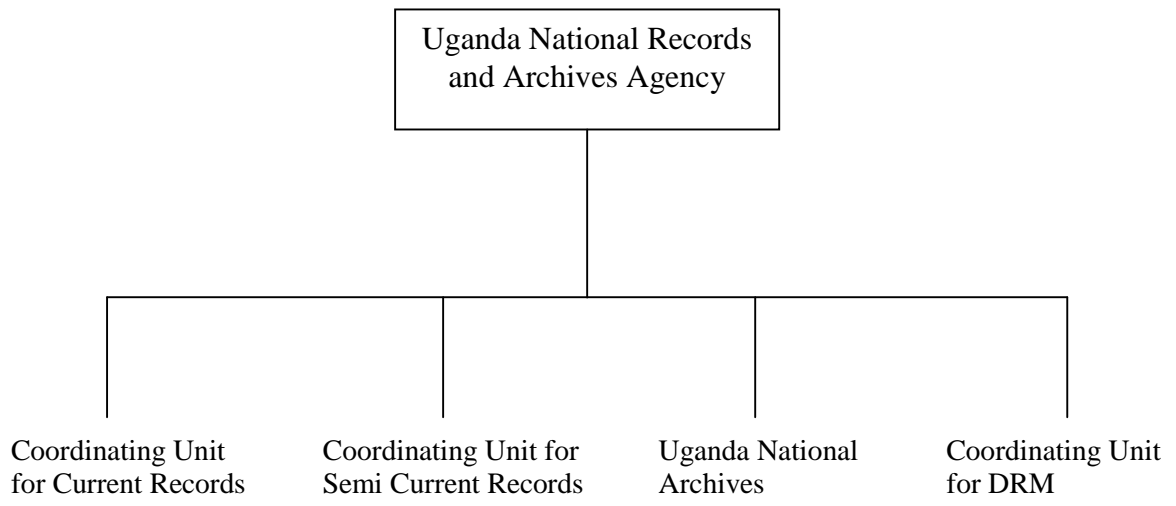 Uganda National Records
and Archives Agency
Coordinating Unit
for Current Records
Coordinating Unit for
Semi Current Records
Uganda National
Archives
Coordinating Unit
for DRM